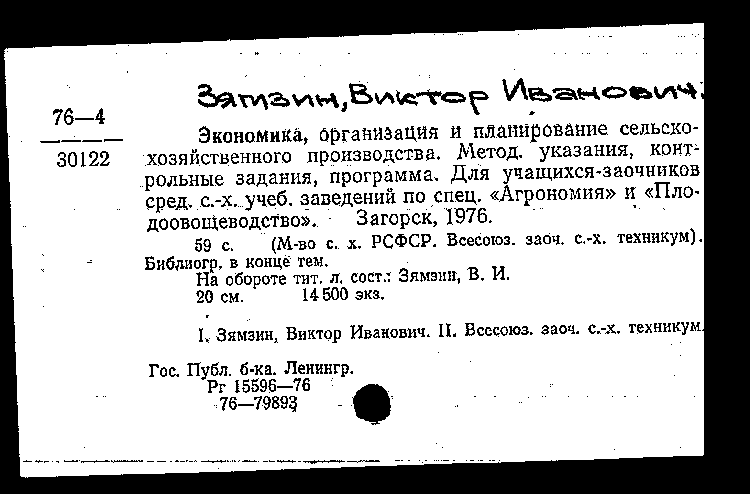 Зямзин, Виктор Иванович.
76—4
30122
Экономика, организация и планирование сельско-
хозяйственного производства. Метод. указания, конт-
рольные задания, программа. Для учащихся-заочников
сред. с.-х. учеб. заведений по спец. «Агрономия» и «Пло-
доовощеводство». Загорск, 1976.
59 с. (М-во с. х. РСФСР. Всесоюз. заоч. с.-х. техникум).
Библиогр. в конце тем.
На обороте тит. л. сост.: Зямзин, В. И.
20 см. 14 500 экз.
I. Зямзин, Виктор Иванович. II. Всесоюз. заоч. с.-х. техникум.
Гос. Публ. б-ка. Ленингр.
Рг 15596—76
76—79893